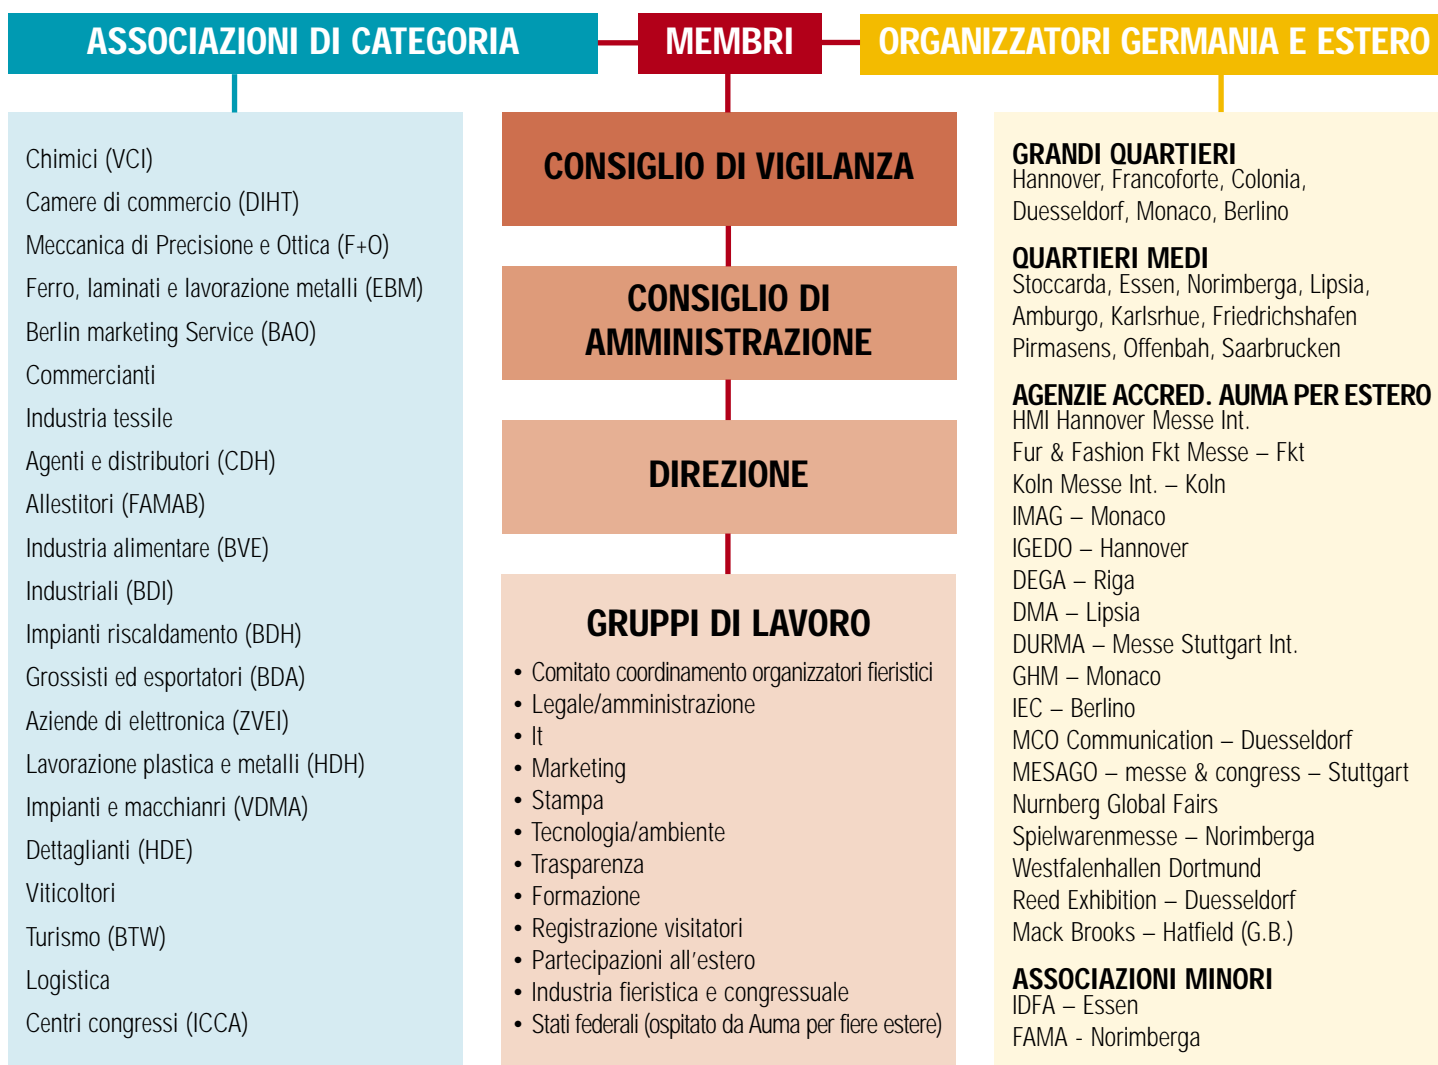 ASSOCIAZIONI DI CATEGORIA
MEMBRI
ORGANIZZATORI GERMANIA E ESTERO
Chimici (VCI)
Camere di commercio (DIHT)
Meccanica di Precisione e Ottica (F+O)
Ferro, laminati e lavorazione metalli (EBM)
Berlin marketing Service (BAO)
Commercianti
Industria tessile
Agenti e distributori (CDH)
Allestitori (FAMAB)
Industria alimentare (BVE)
Industriali (BDI)
Impianti riscaldamento (BDH)
Grossisti ed esportatori (BDA)
Aziende di elettronica (ZVEI)
Lavorazione plastica e metalli (HDH)
Impianti e macchianri (VDMA)
Dettaglianti (HDE)
Viticoltori
Turismo (BTW)
Logistica
Centri congressi (ICCA)
CONSIGLIO DI VIGILANZA
CONSIGLIO DI
AMMINISTRAZIONE
DIREZIONE
GRUPPI DI LAVORO
• Comitato coordinamento organizzatori fieristici
• Legale/amministrazione
• It
• Marketing
• Stampa
• Tecnologia/ambiente
• Trasparenza
• Formazione
• Registrazione visitatori
• Partecipazioni all'estero
• Industria fieristica e congressuale
• Stati federali (ospitato da Auma per fiere estere)
GRANDI QUARTIERI
Hannover, Francoforte, Colonia,
Duesseldorf, Monaco, Berlino
QUARTIERI MEDI
Stoccarda, Essen, Norimberga, Lipsia,
Amburgo, Karlsrhue, Friedrichshafen
Pirmasens, Offenbah, Saarbrucken
AGENZIE ACCRED. AUMA PER ESTERO
HMI Hannover Messe Int.
Fur & Fashion Fkt Messe – Fkt
Koln Messe Int. – Koln
IMAG – Monaco
IGEDO – Hannover
DEGA – Riga
DMA – Lipsia
DURMA – Messe Stuttgart Int.
GHM – Monaco
IEC – Berlino
MCO Communication – Duesseldorf
MESAGO – messe & congress – Stuttgart
Nurnberg Global Fairs
Spielwarenmesse – Norimberga
Westfalenhallen Dortmund
Reed Exhibition – Duesseldorf
Mack Brooks – Hatfield (G.B.)
ASSOCIAZIONI MINORI
IDFA – Essen
FAMA - Norimberga